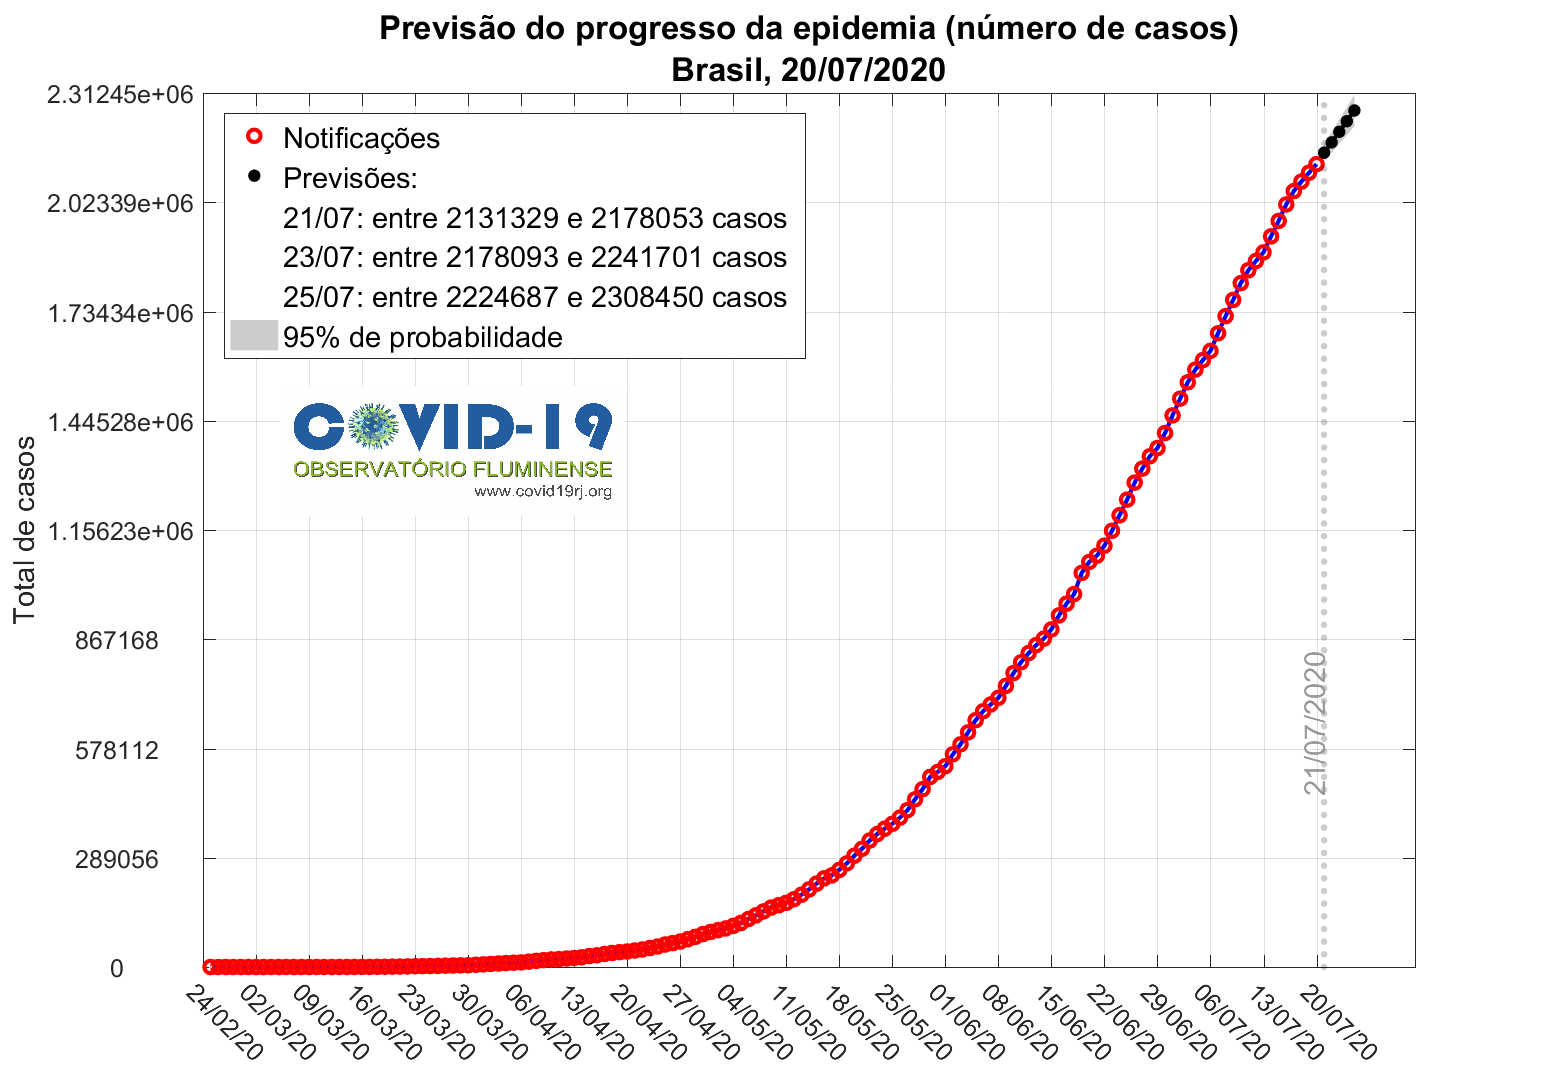 Previsão do progresso da epidemia (número de casos)
Brasil, 20/07/2020
Total de casos
2.31245e+06
2.02339e+06
1.73434e+06
1.44528e+06
1.15623e+06
867168
578112
289056
0
Notificações
Previsões:
21/07: entre 2131329 e 2178053 casos
23/07: entre 2178093 e 2241701 casos
25/07: entre 2224687 e 2308450 casos
95% de probabilidade
COVID-19
OBSERVATÓRIO FLUMINENSE
www.covid19rj.org
21/07/2020
24/02/20
02/03/20
09/03/20
16/03/20
23/03/20
30/03/20
06/04/20
13/04/20
20/04/20
27/04/20
04/05/20
11/05/20
18/05/20
25/05/20
01/06/20
08/06/20
15/06/20
22/06/20
29/06/20
06/07/20
13/07/20
20/07/20